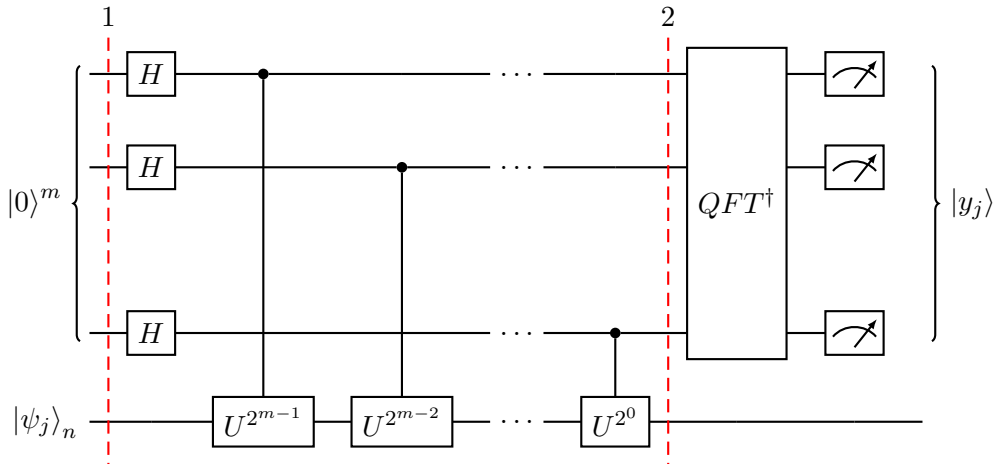 1 2
H · · ·
H · · ·
|0⟩^m QFT^† |y_j⟩
H · · ·
|ψ_j⟩_n U^{2^{m−1}} U^{2^{m−2}} · · · U^{2^0}